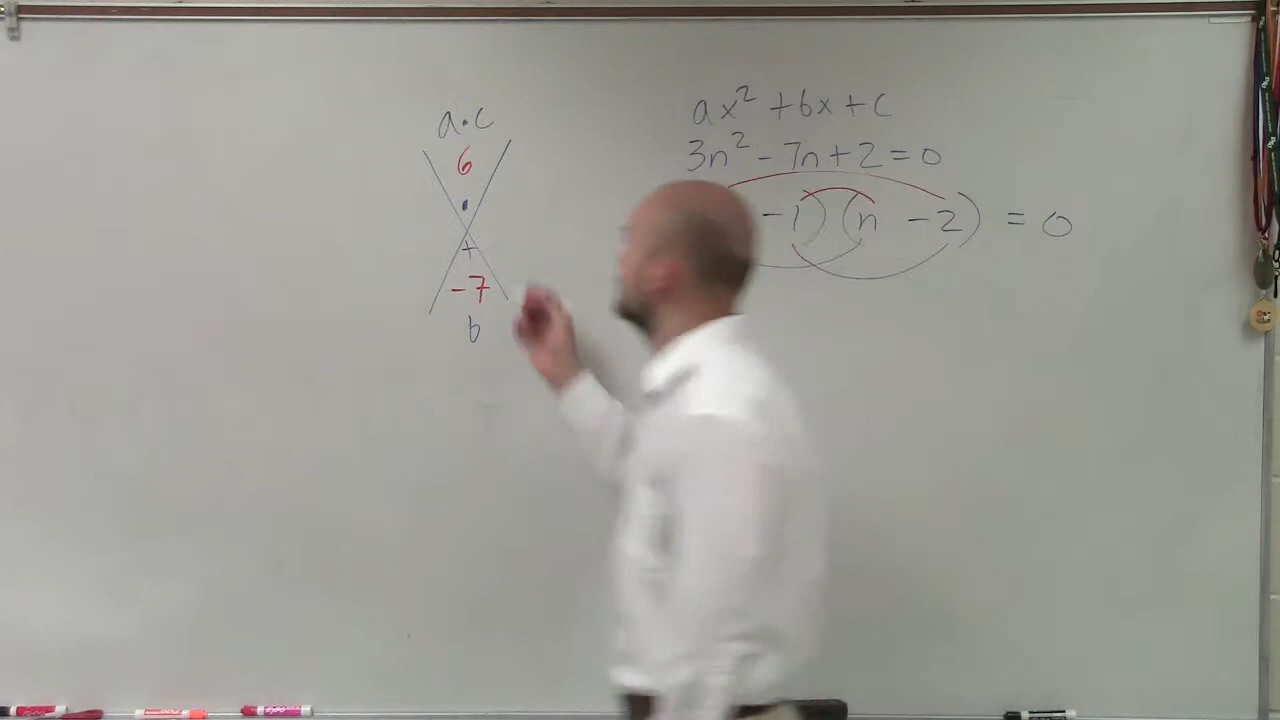 a·c
6
·
+
-7
b
ax² + bx + c
3n² - 7n + 2 = 0
-1)(n -2) = 0